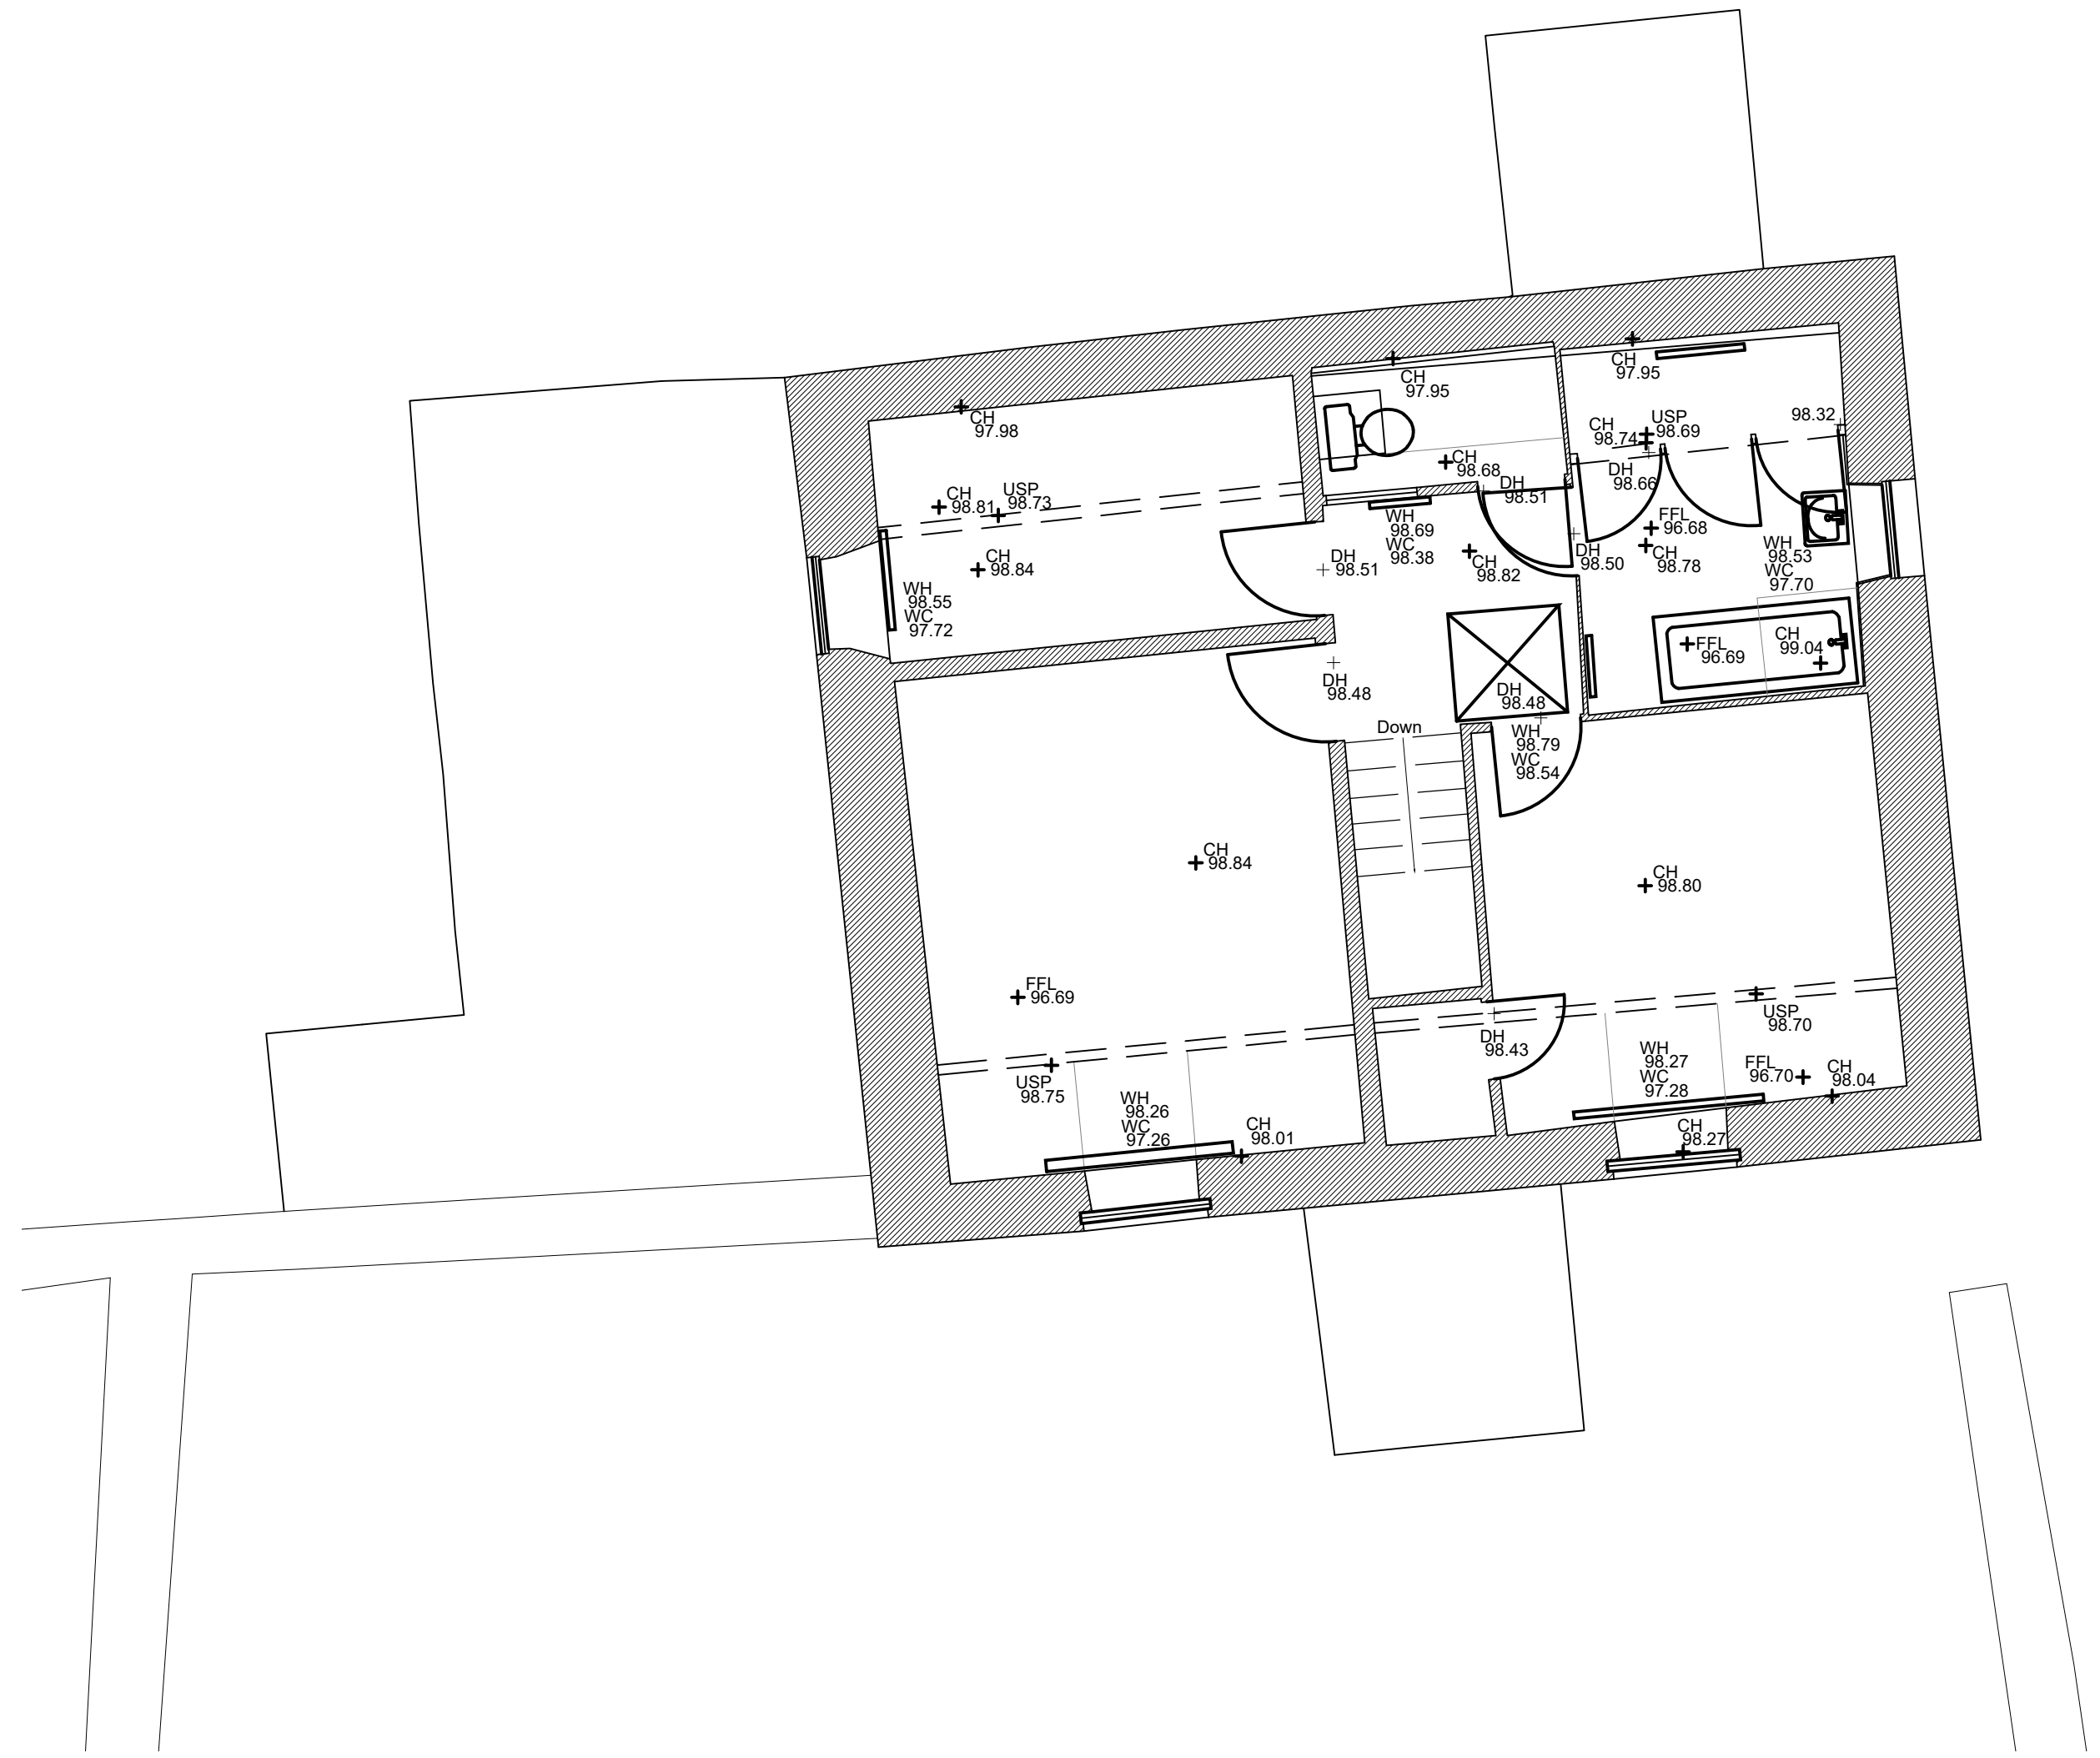 CH
97.95
CH
97.95
CH
97.98
98.32
USP
98.69
CH
98.74
CH
98.68
DH
98.66
DH
98.51
CH
98.81
USP
98.73
WH
98.69
WC
98.38
FFL
96.68
CH
98.78
DH
98.50
WH
98.53
WC
97.70
CH
98.84
DH
98.51
CH
98.82
WH
98.55
WC
97.72
FFL
96.69
CH
99.04
DH
98.48
DH
98.48
Down
WH
98.79
WC
98.54
CH
98.84
CH
98.80
FFL
96.69
USP
98.70
DH
98.43
WH
98.27
WC
97.28
FFL
96.70
CH
98.04
USP
98.75
WH
98.26
WC
97.26
CH
98.01
CH
98.27